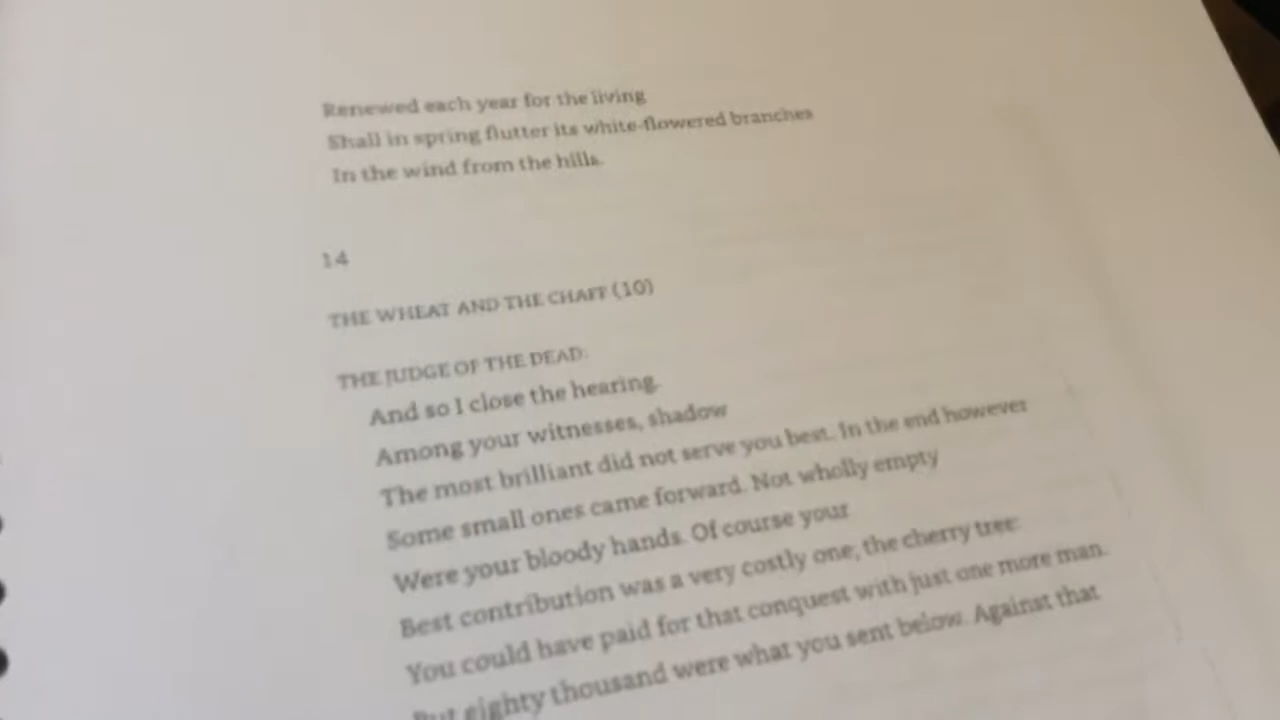 Renewed each year for the living
Shall in spring flutter its white-flowered branches
In the wind from the hills.
14
THE WHEAT AND THE CHAFF (10)
THE JUDGE OF THE DEAD:
And so I close the hearing.
Among your witnesses, shadow
The most brilliant did not serve you best. In the end however
Some small ones came forward. Not wholly empty
Were your bloody hands. Of course your
Best contribution was a very costly one, the cherry tree:
You could have paid for that conquest with just one more man.
But eighty thousand were what you sent below. Against that